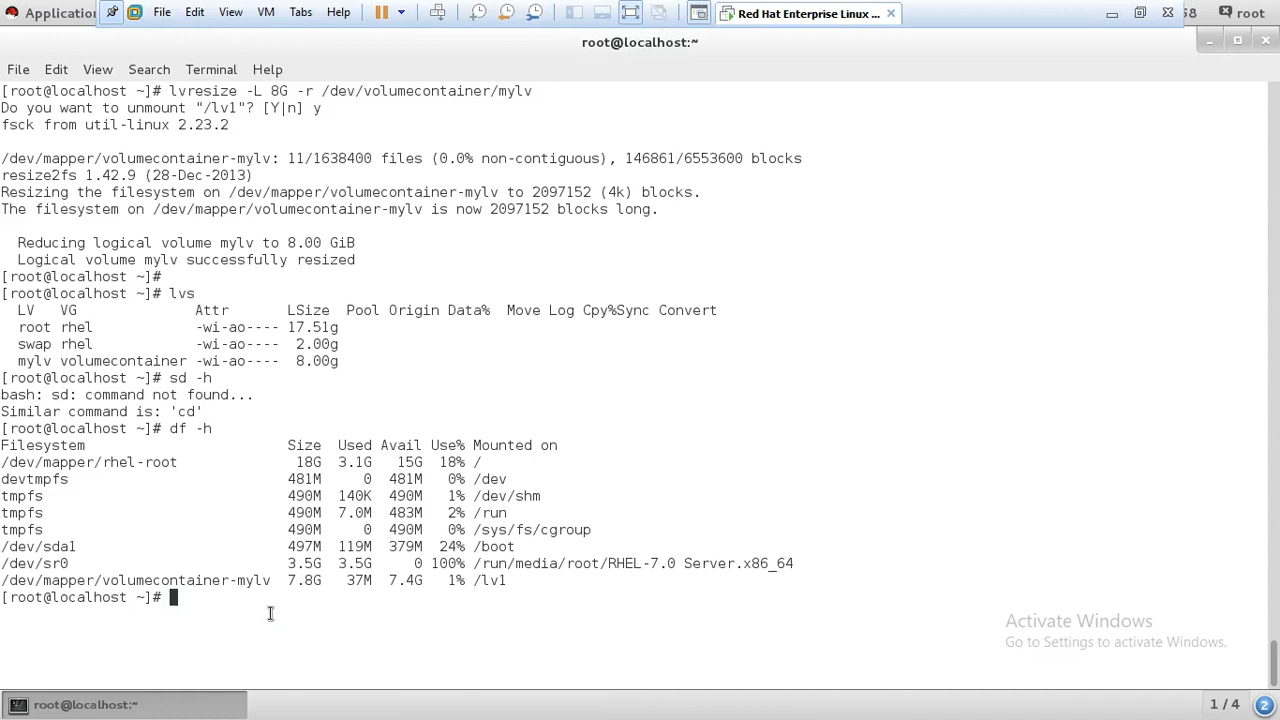 Application File Edit View VM Tabs Help Red Hat Enterprise Linux ... 58 root
root@localhost:~
File Edit View Search Terminal Help
[root@localhost ~]# lvresize -L 8G -r /dev/volumecontainer/mylv
Do you want to unmount "/lv1"? [Y|n] y
fsck from util-linux 2.23.2
/dev/mapper/volumecontainer-mylv: 11/1638400 files (0.0% non-contiguous), 146861/6553600 blocks
resize2fs 1.42.9 (28-Dec-2013)
Resizing the filesystem on /dev/mapper/volumecontainer-mylv to 2097152 (4k) blocks.
The filesystem on /dev/mapper/volumecontainer-mylv is now 2097152 blocks long.
Reducing logical volume mylv to 8.00 GiB
Logical volume mylv successfully resized
[root@localhost ~]#
[root@localhost ~]# lvs
LV VG Attr LSize Pool Origin Data% Move Log Cpy%Sync Convert
root rhel -wi-ao---- 17.51g
swap rhel -wi-ao---- 2.00g
mylv volumecontainer -wi-ao---- 8.00g
[root@localhost ~]# sd -h
bash: sd: command not found...
Similar command is: 'cd'
[root@localhost ~]# df -h
Filesystem Size Used Avail Use% Mounted on
/dev/mapper/rhel-root 18G 3.1G 15G 18% /
devtmpfs 481M 0 481M 0% /dev
tmpfs 490M 140K 490M 1% /dev/shm
tmpfs 490M 7.0M 483M 2% /run
tmpfs 490M 0 490M 0% /sys/fs/cgroup
/dev/sda1 497M 119M 379M 24% /boot
/dev/sr0 3.5G 3.5G 0 100% /run/media/root/RHEL-7.0 Server.x86_64
/dev/mapper/volumecontainer-mylv 7.8G 37M 7.4G 1% /lv1
[root@localhost ~]#
Activate Windows
Go to Settings to activate Windows.
root@localhost:~ 1 / 4 2